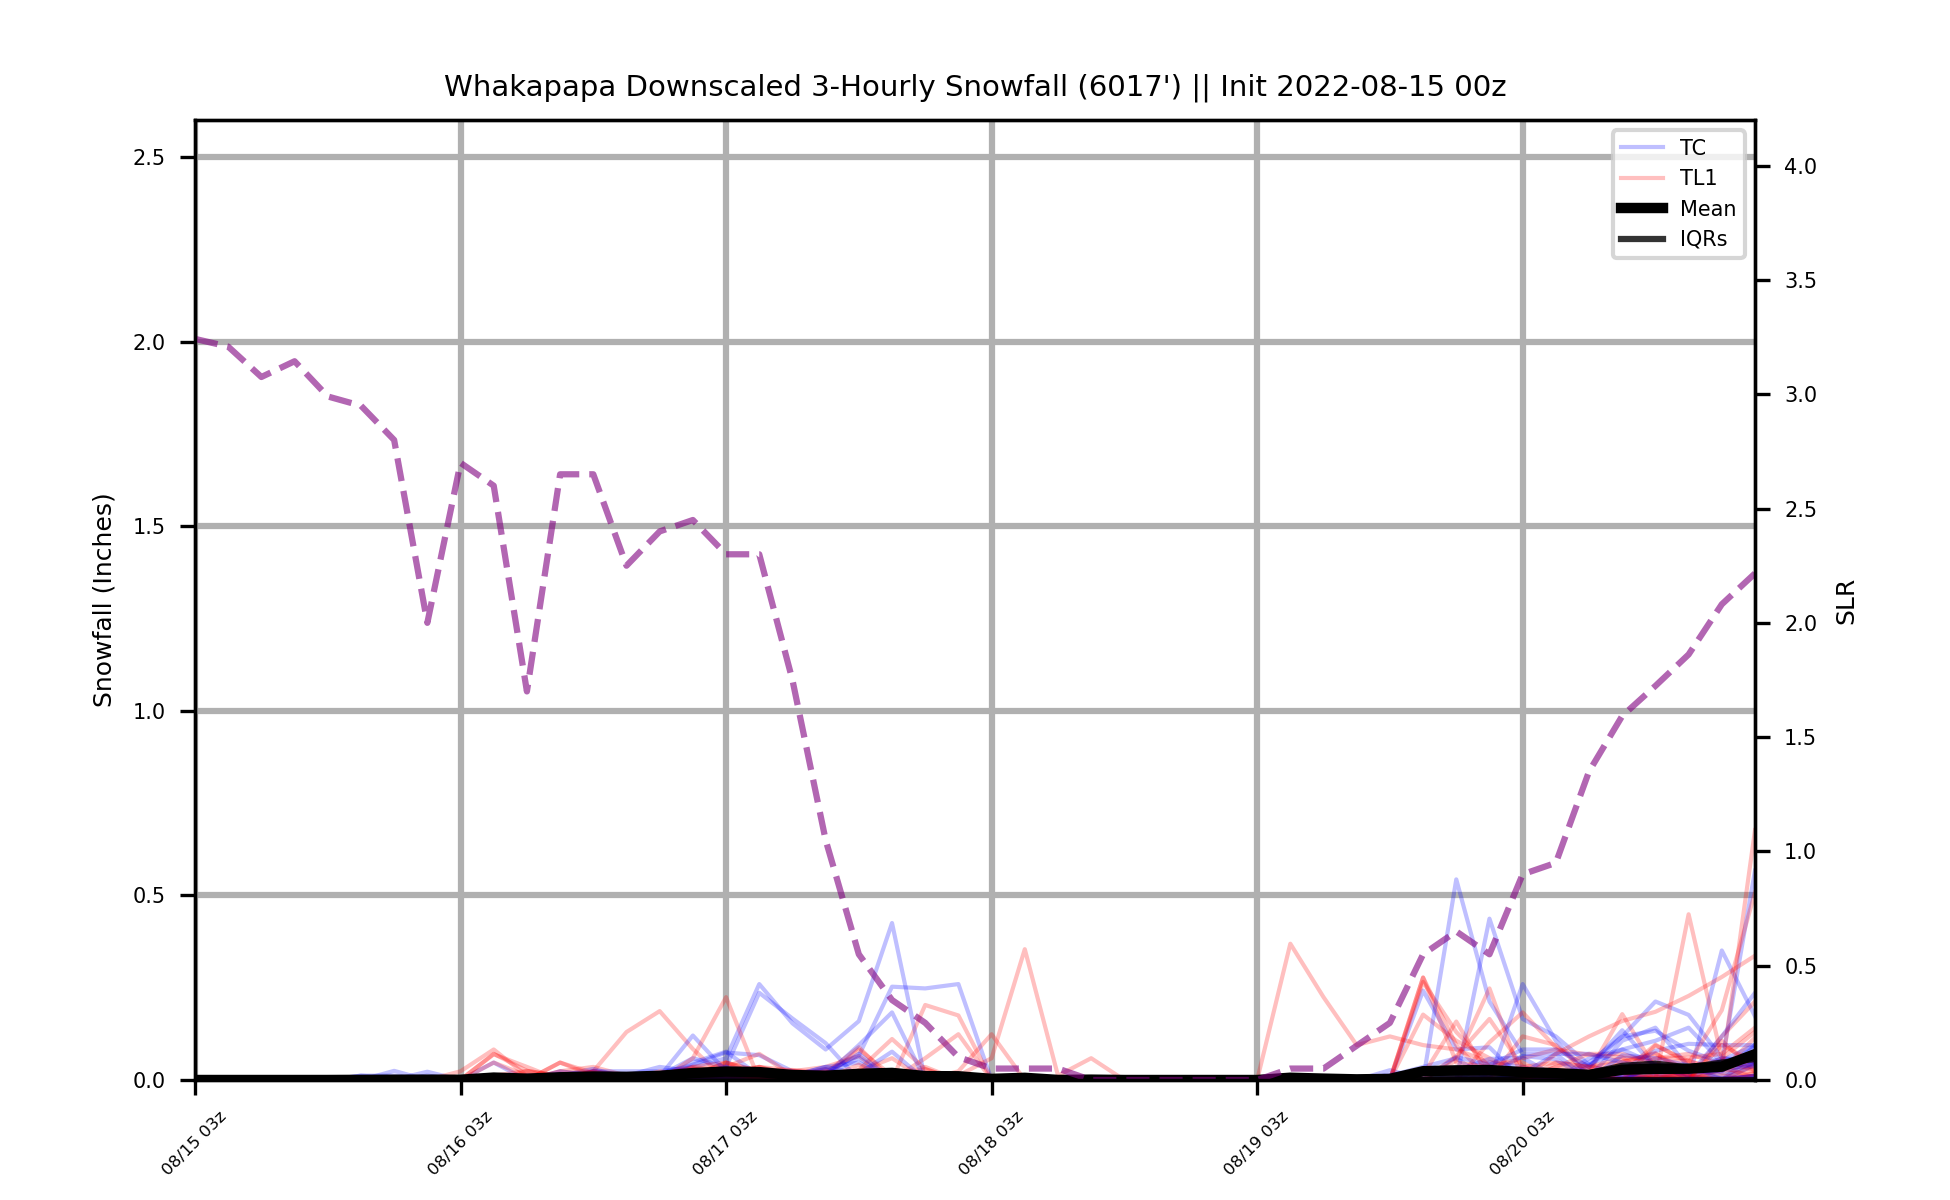 Whakapapa Downscaled 3-Hourly Snowfall (6017') || Init 2022-08-15 00z
TC
TL1
Mean
IQRs
Snowfall (Inches)
2.5
2.0
1.5
1.0
0.5
0.0
4.0
3.5
3.0
2.5
2.0
1.5
1.0
0.5
0.0
SLR
08/15 03z
08/16 03z
08/17 03z
08/18 03z
08/19 03z
08/20 03z